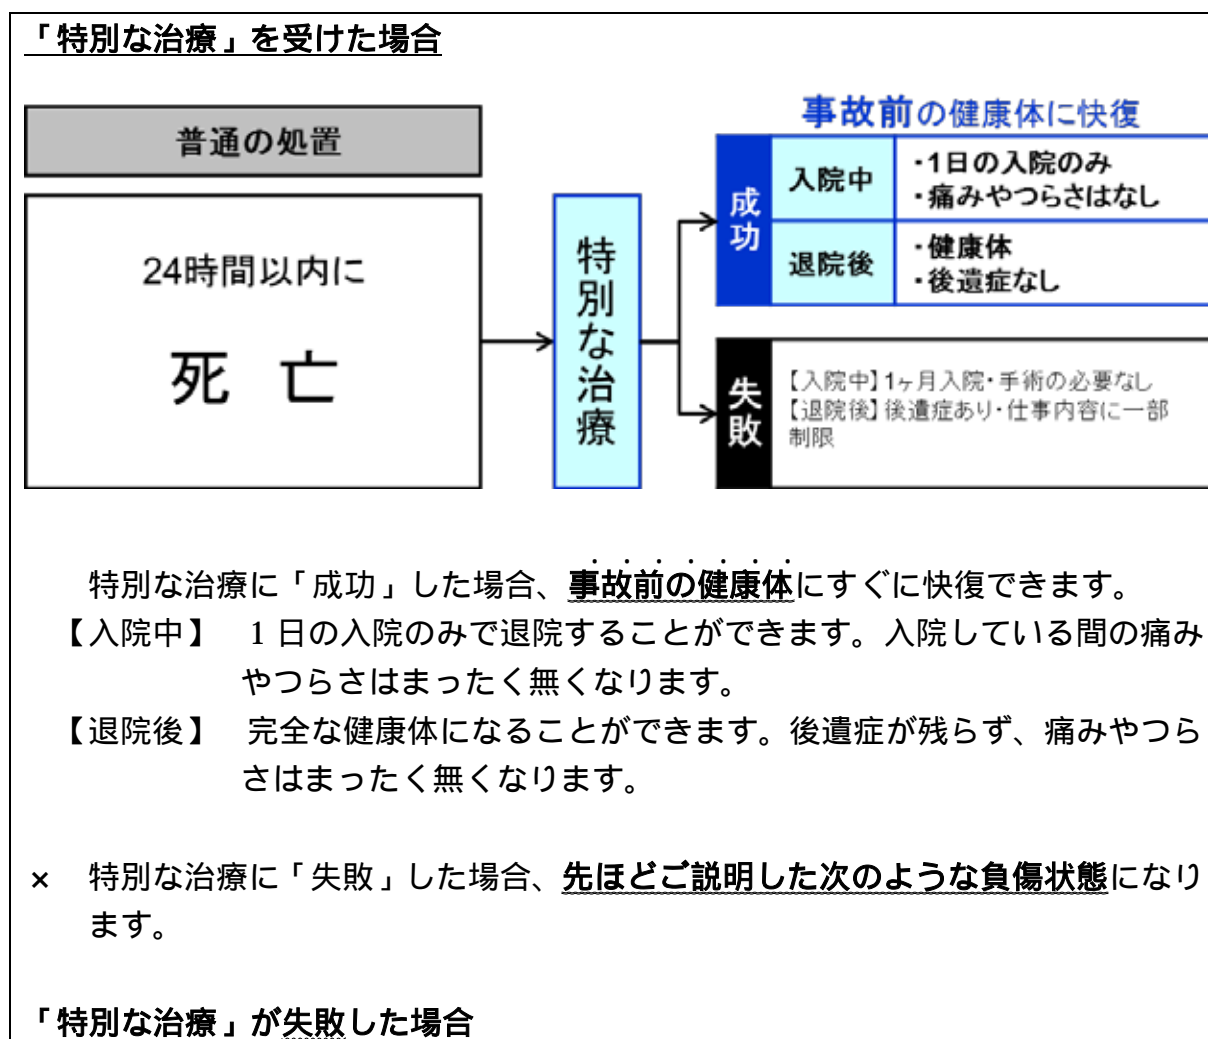 「特別な治療」を受けた場合
普通の処置
24時間以内に
死 亡
特別な治療
事故前の健康体に快復
成功
入院中
・1日の入院のみ
・痛みやつらさはなし
退院後
・健康体
・後遺症なし
失敗
【入院中】1ヶ月入院・手術の必要なし
【退院後】後遺症あり・仕事内容に一部
制限
特別な治療に「成功」した場合、事故前の健康体にすぐに快復できます。
【入院中】 1日の入院のみで退院することができます。入院している間の痛み
やつらさはまったく無くなります。
【退院後】 完全な健康体になることができます。後遺症が残らず、痛みやつら
さはまったく無くなります。
× 特別な治療に「失敗」した場合、先ほどご説明した次のような負傷状態になり
ます。
「特別な治療」が失敗した場合